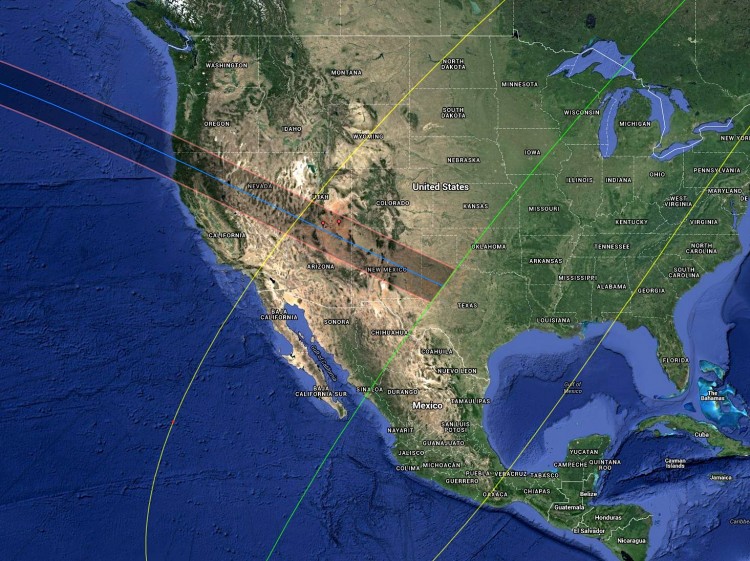 WASHINGTON
MONTANA
NORTH
DAKOTA
MINNESOTA
OREGON
IDAHO
SOUTH
DAKOTA
WISCONSIN
MICHIGAN
WYOMING
NEW YORK
IOWA
NEBRASKA
PENNSYLVANIA
ILLINOIS
INDIANA
OHIO
NEVADA
UTAH
United States
MARYLAND
COLORADO
KANSAS
MISSOURI
WEST
VIRGINIA
DE
KENTUCKY
VIRGINIA
CALIFORNIA
OKLAHOMA
TENNESSEE
NORTH
CAROLINA
ARIZONA
NEW MEXICO
ARKANSAS
SOUTH
CAROLINA
MISSISSIPPI
ALABAMA
GEORGIA
TEXAS
BAJA
CALIFORNIA
SONORA
LOUISIANA
CHIHUAHUA
COAHUILA
FLORIDA
Gulf of California
NUEVO LEON
Gulf of
Mexico
BAJA
CALIFORNIA SUR
SINALOA
DURANGO
The
Bahamas
Mexico
TAMAULIPAS
NAYARIT
SAN LUIS
POTOSI
Cuba
GUANAJUATO
JALISCO
YUCATAN
COLIMA
MICHOACAN
CAMPECHE
QUINTANA
ROO
Cayman
Islands
PUEBLA
VERACRUZ
TABASCO
Jamaica
GUERRERO
OAXACA
CHIAPAS
Belize
Guatemala
Honduras
El Salvador
Caribbe
Nicaragua